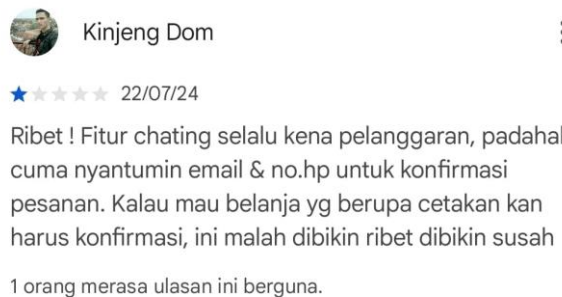 Kinjeng Dom
22/07/24
Ribet ! Fitur chating selalu kena pelanggaran, padahal
cuma nyantumin email & no.hp untuk konfirmasi
pesanan. Kalau mau belanja yg berupa cetakan kan
harus konfirmasi, ini malah dibikin ribet dibikin susah
1 orang merasa ulasan ini berguna.